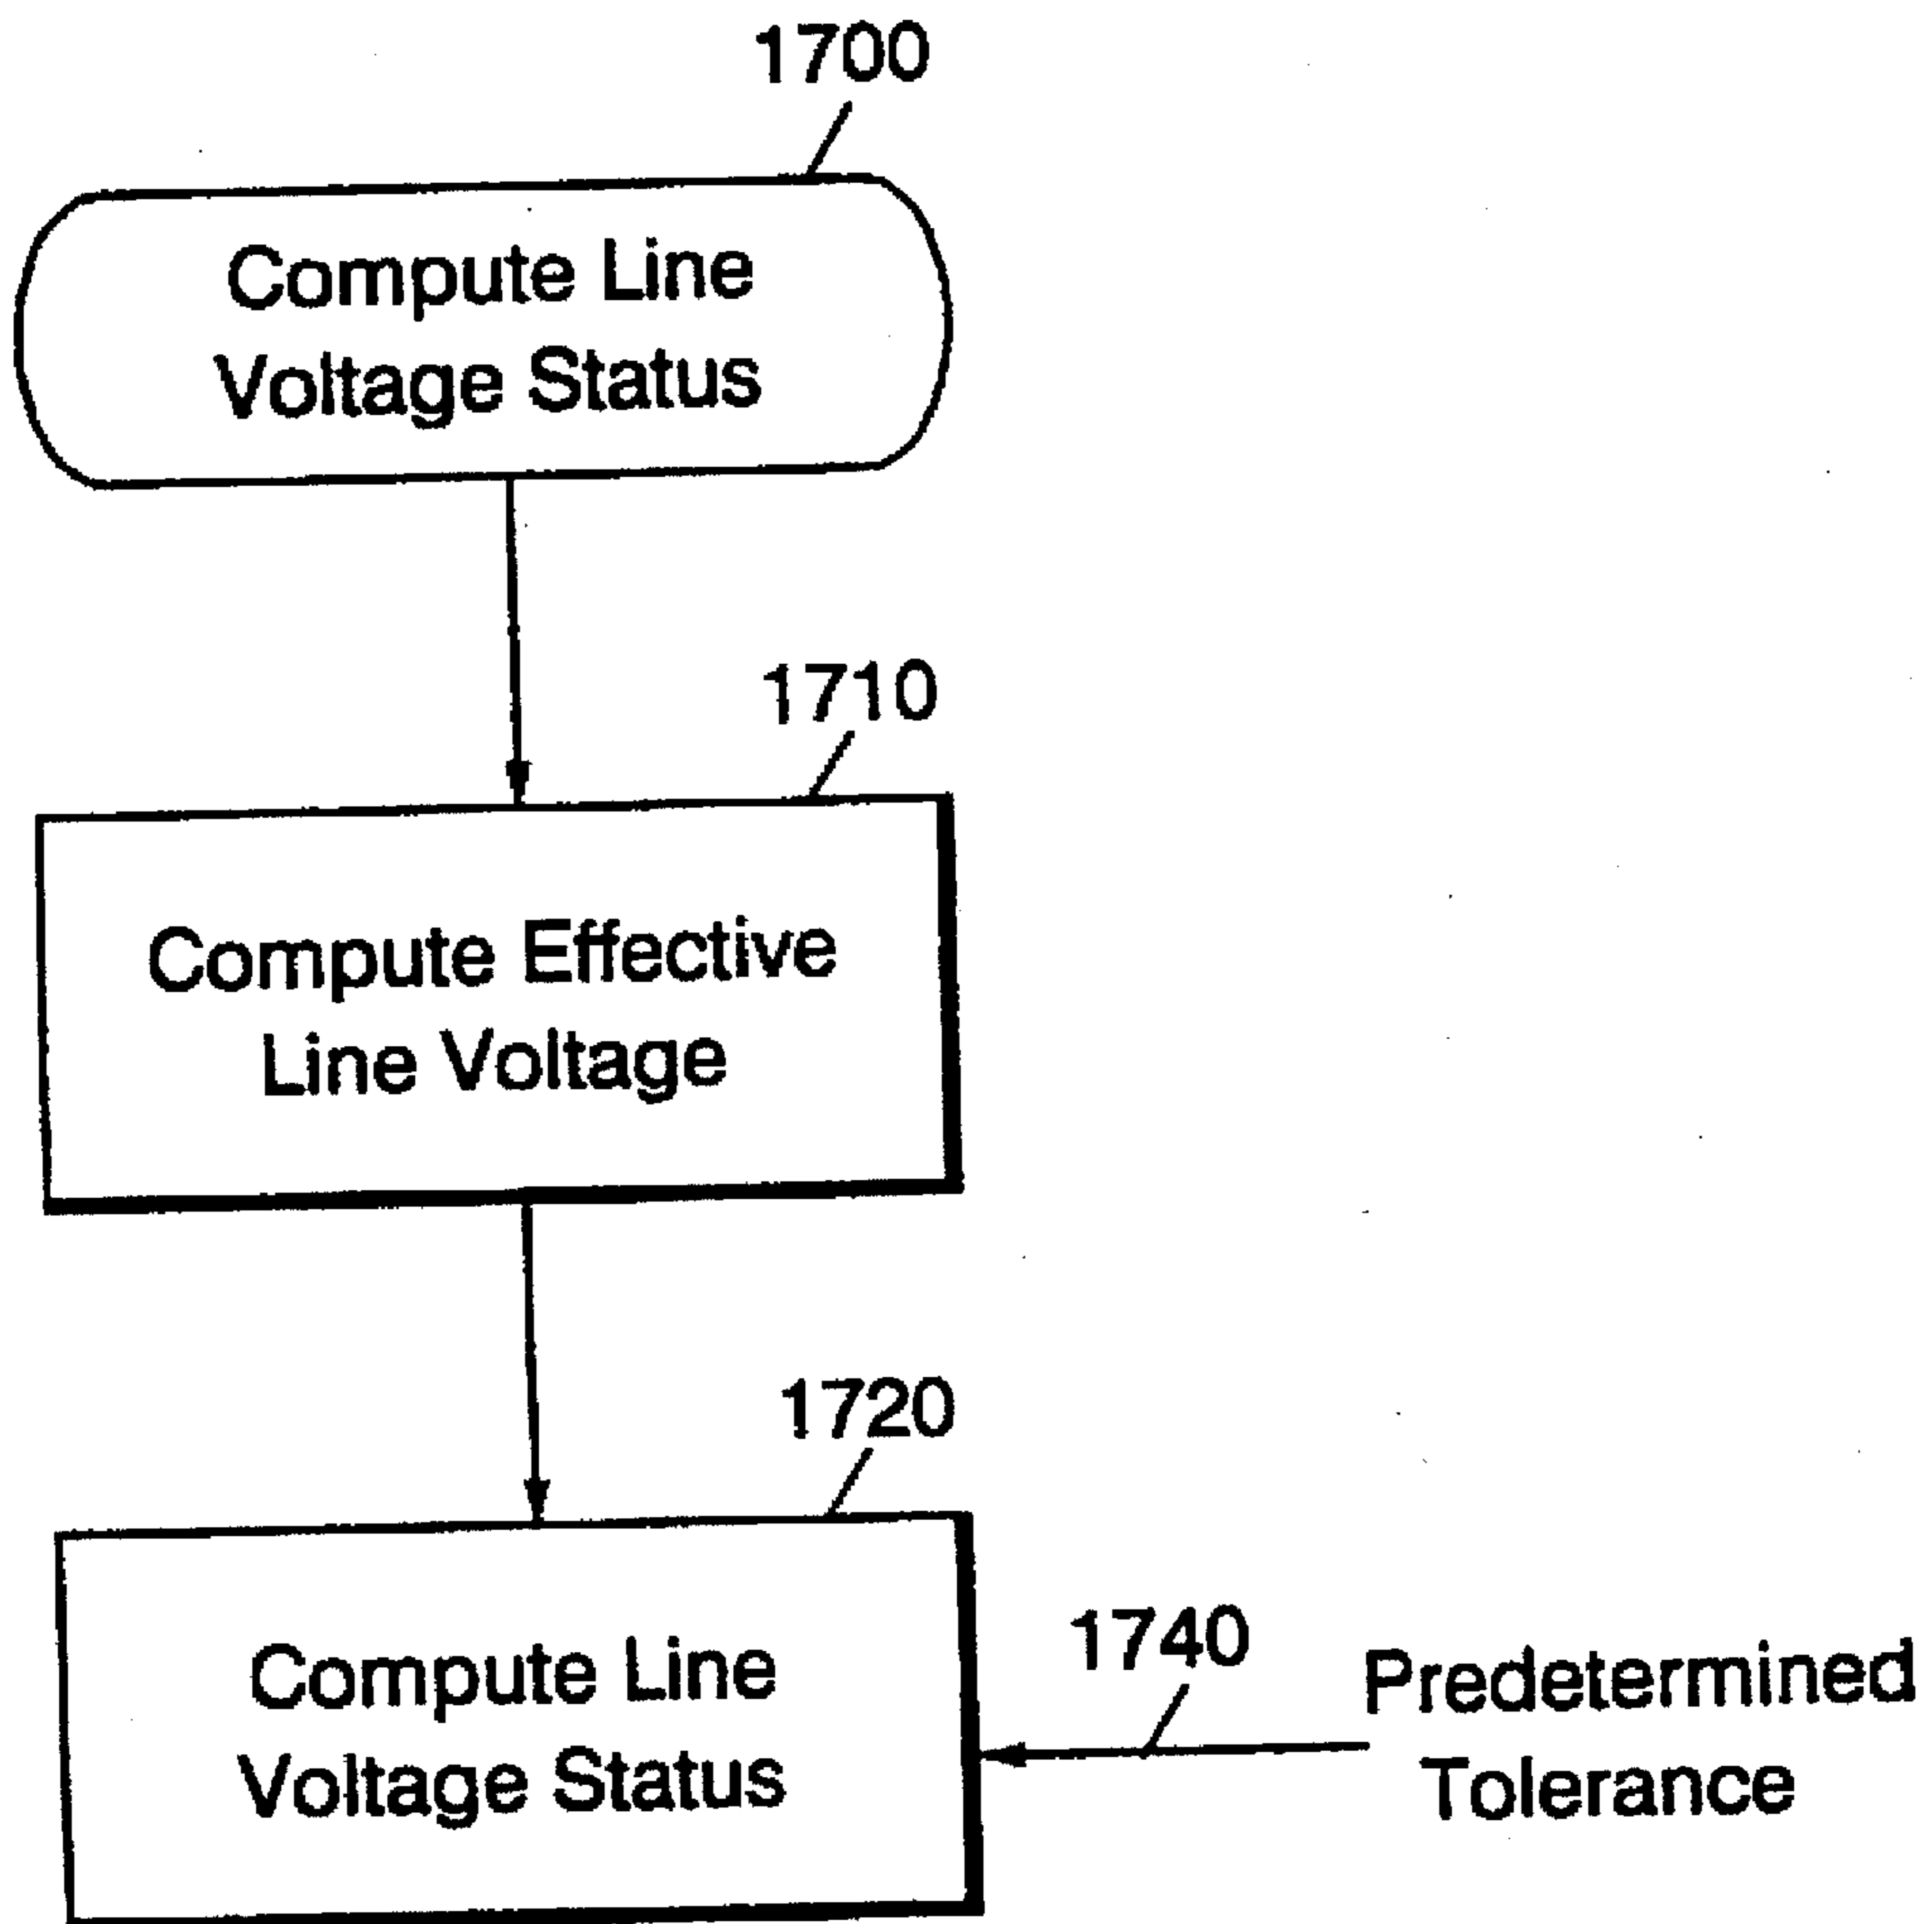 1700
Compute Line
Voltage Status
1710
Compute Effective
Line Voltage
1720
Compute Line
Voltage Status
1740
Predetermined
Tolerance